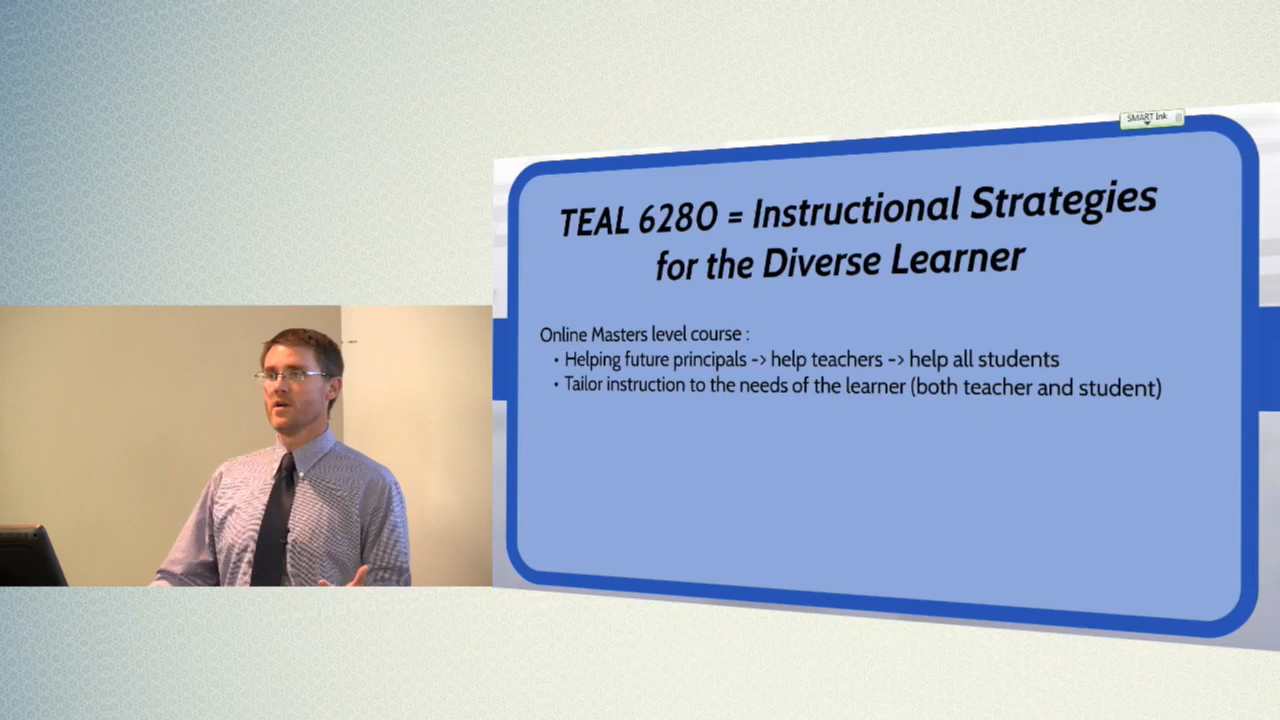 SMART Ink
TEAL 6280 = Instructional Strategies
for the Diverse Learner
Online Masters level course :
• Helping future principals -> help teachers -> help all students
• Tailor instruction to the needs of the learner (both teacher and student)